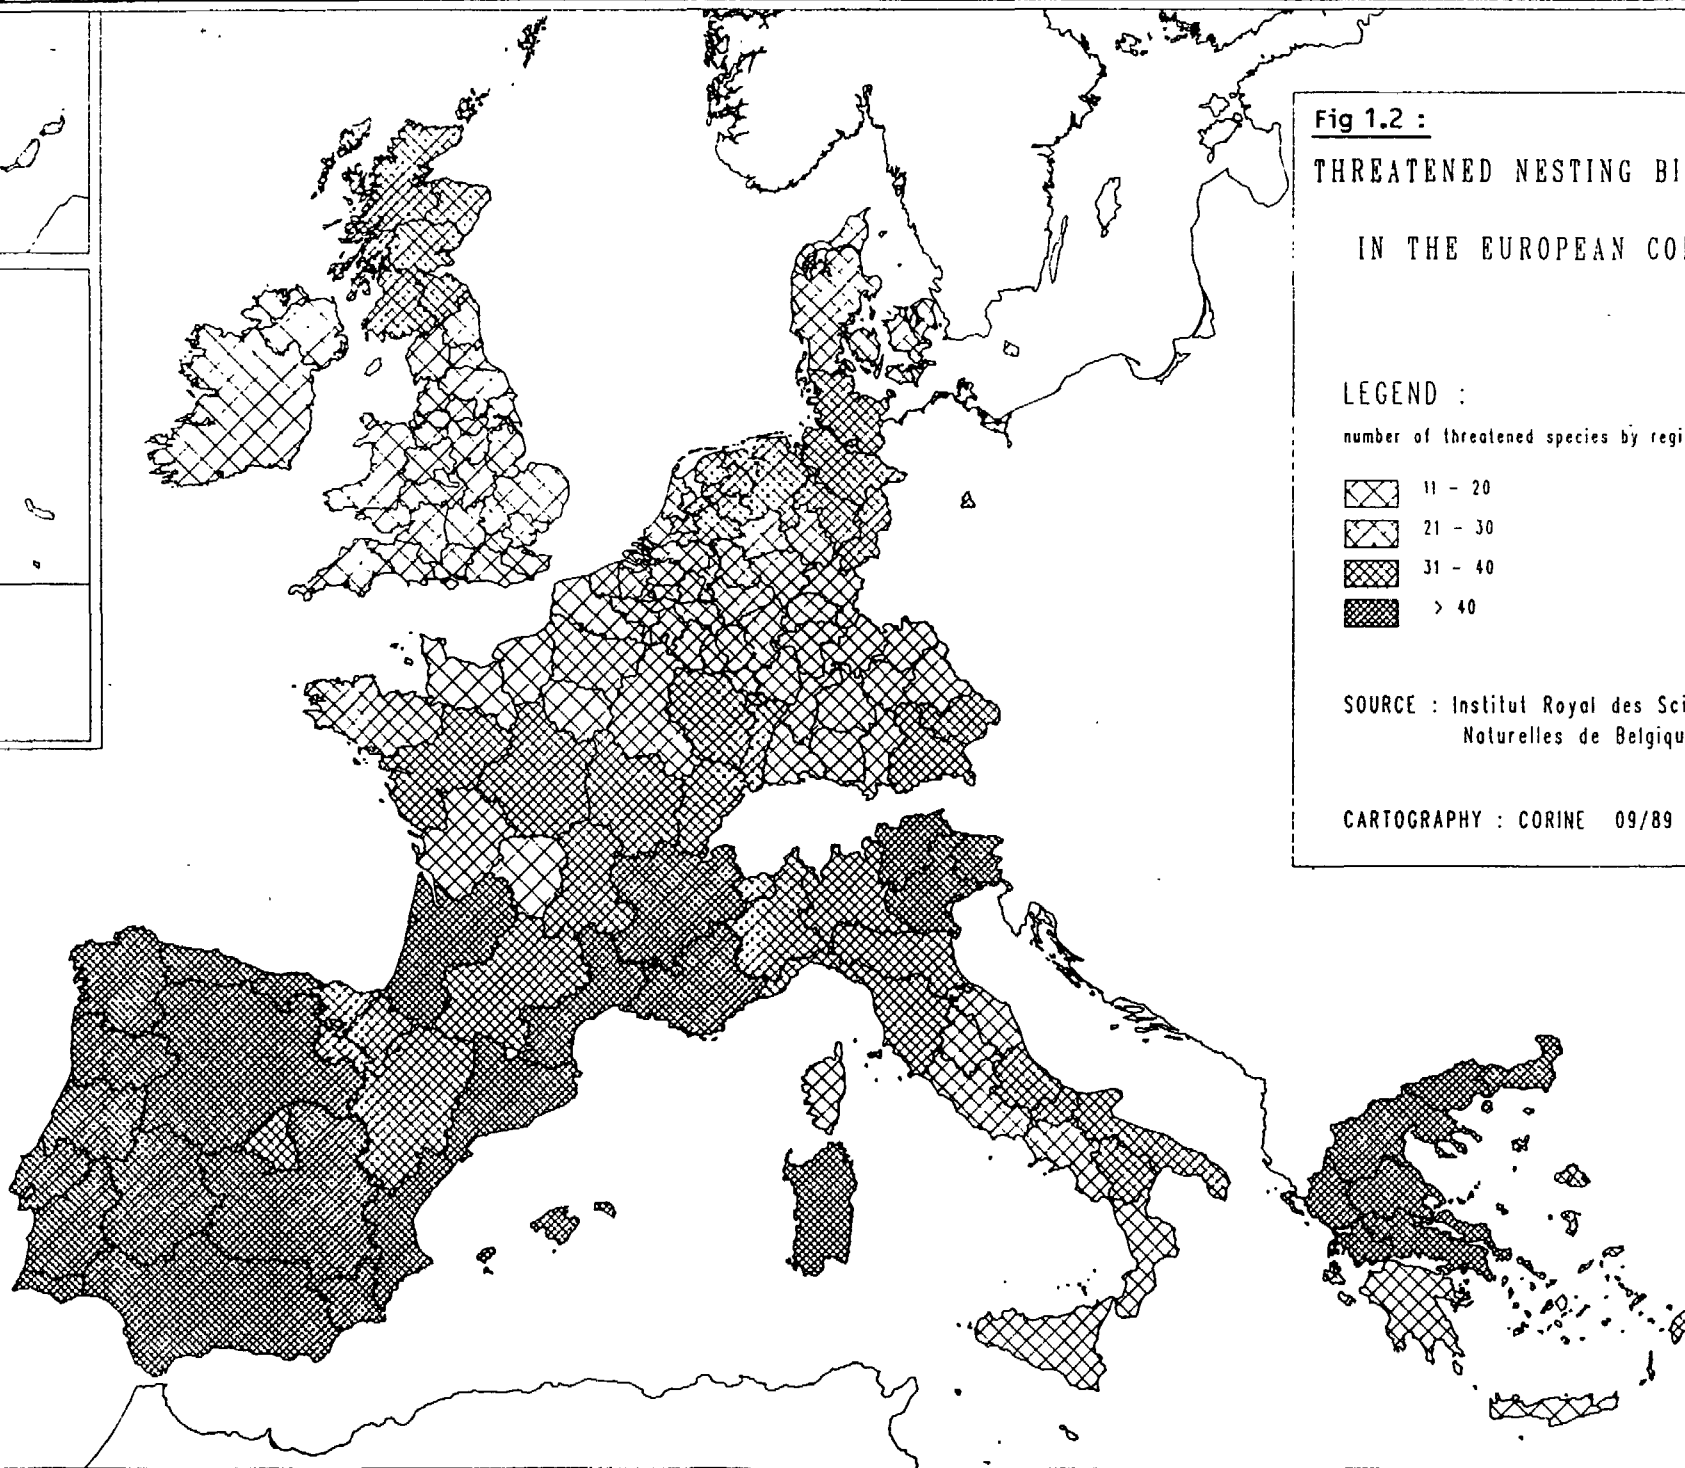 Fig 1.2 :
THREATENED NESTING BI
IN THE EUROPEAN CO
LEGEND :
number of threatened species by regi
11 - 20
21 - 30
31 - 40
> 40
SOURCE : Institut Royal des Sci
Naturelles de Belgiqu
CARTOGRAPHY : CORINE 09/89